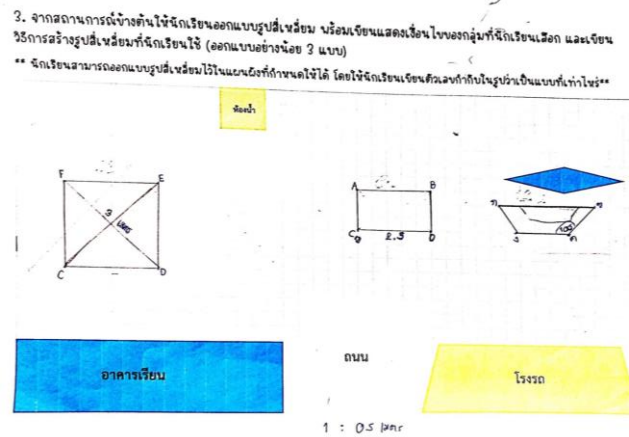 3. จากสถานการณ์ข้างต้นให้นักเรียนออกแบบรูปสี่เหลี่ยม พร้อมเขียนแสดงเงื่อนไขของกลุ่มที่นักเรียนเลือก และเขียน
วิธีการสร้างรูปสี่เหลี่ยมที่นักเรียนใช้ (ออกแบบอย่างน้อย 3 แบบ)
** นักเรียนสามารถออกแบบรูปสี่เหลี่ยมไว้ในแผนผังที่กำหนดให้ได้ โดยให้นักเรียนเขียนตัวเลขกำกับในรูปว่าเป็นแบบที่เท่าไหร่**
ห้องน้ำ
F E
3 เมตร
C D
A B
C 2.5 D
100
อาคารเรียน
ถนน
โรงรถ
1 : 0.5 เมตร